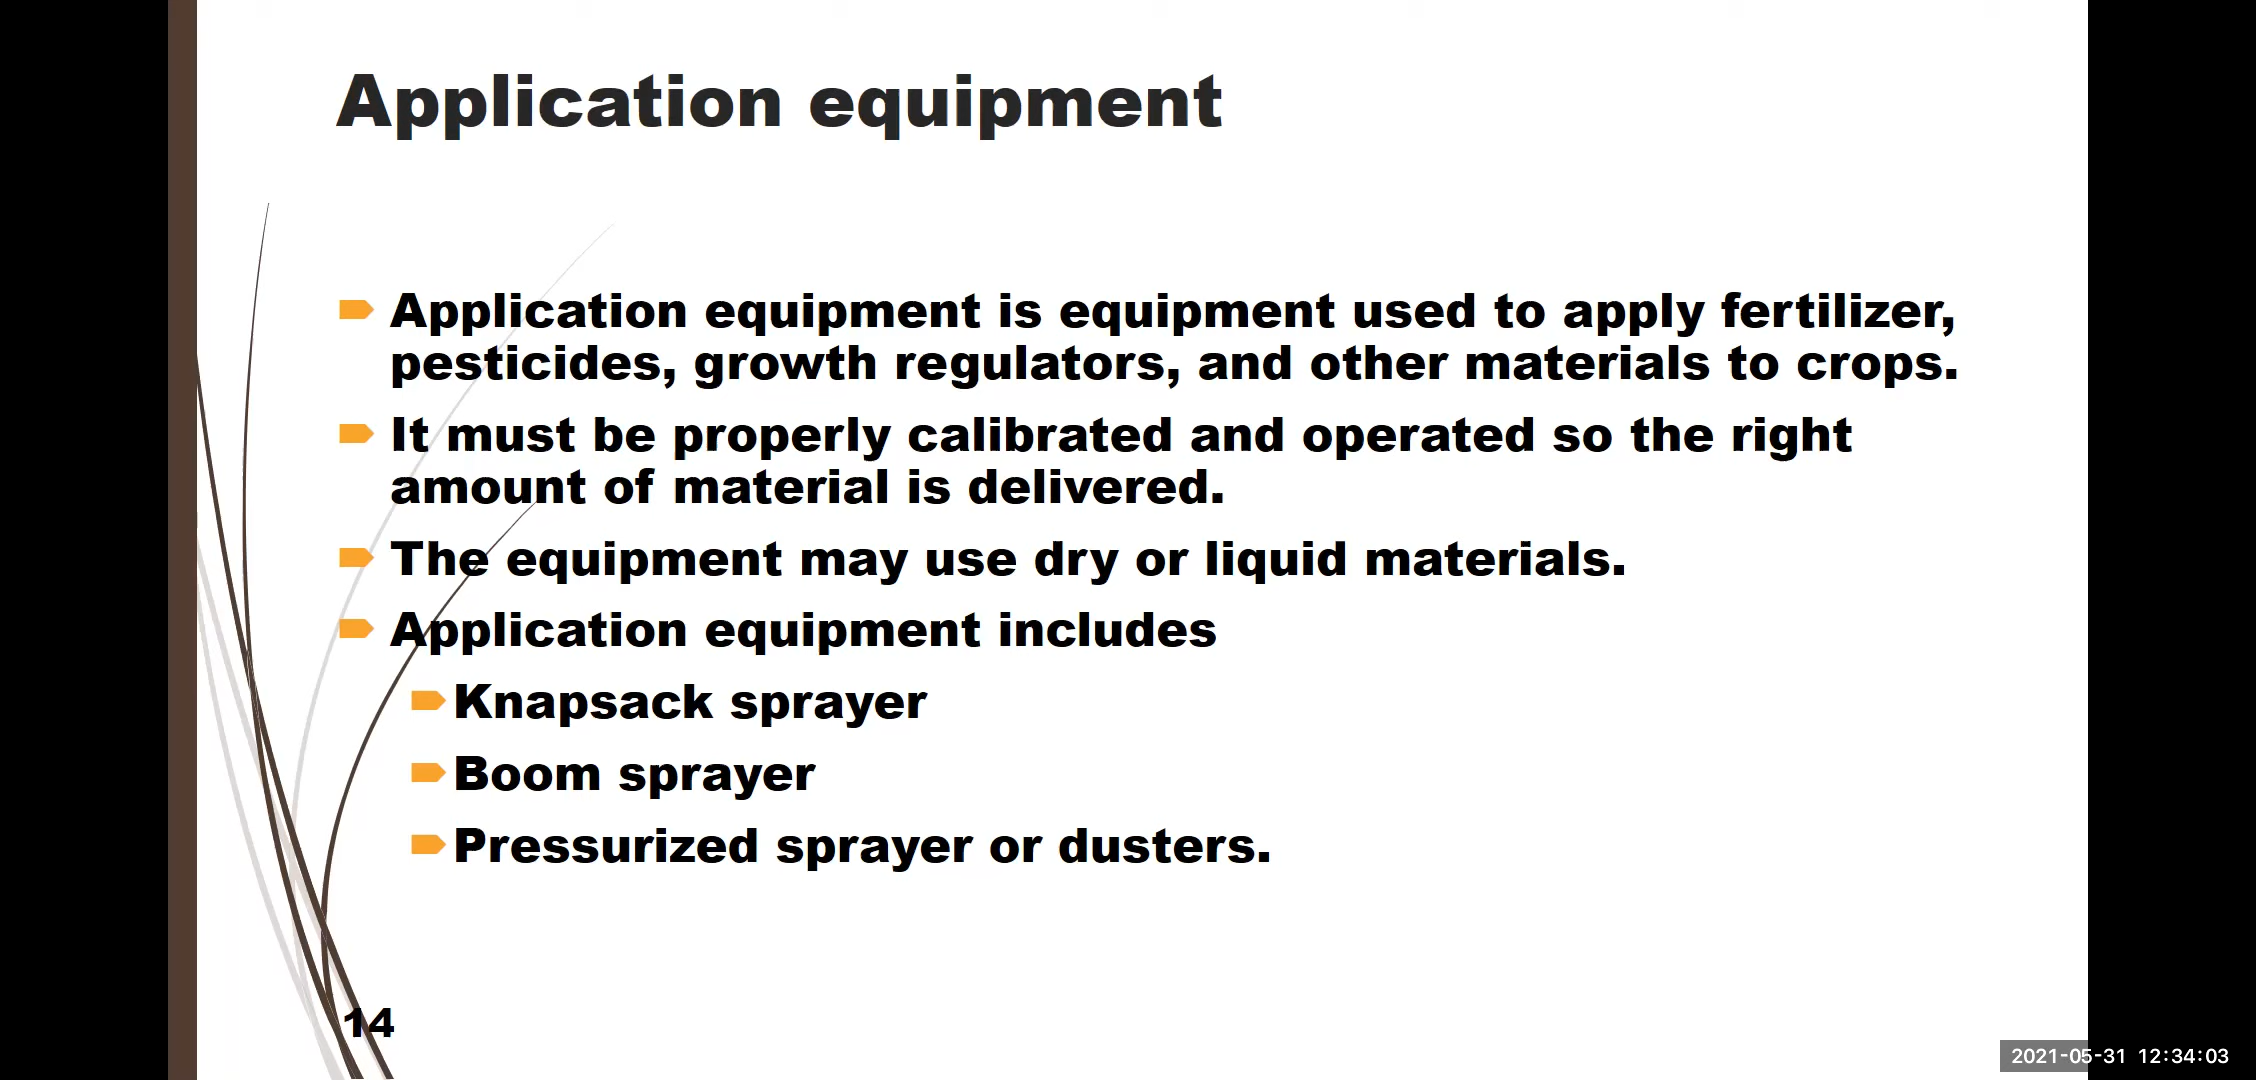 Application equipment
Application equipment is equipment used to apply fertilizer,
pesticides, growth regulators, and other materials to crops.
It must be properly calibrated and operated so the right
amount of material is delivered.
The equipment may use dry or liquid materials.
Application equipment includes
Knapsack sprayer
Boom sprayer
Pressurized sprayer or dusters.
14
2021-05-31 12:34:03